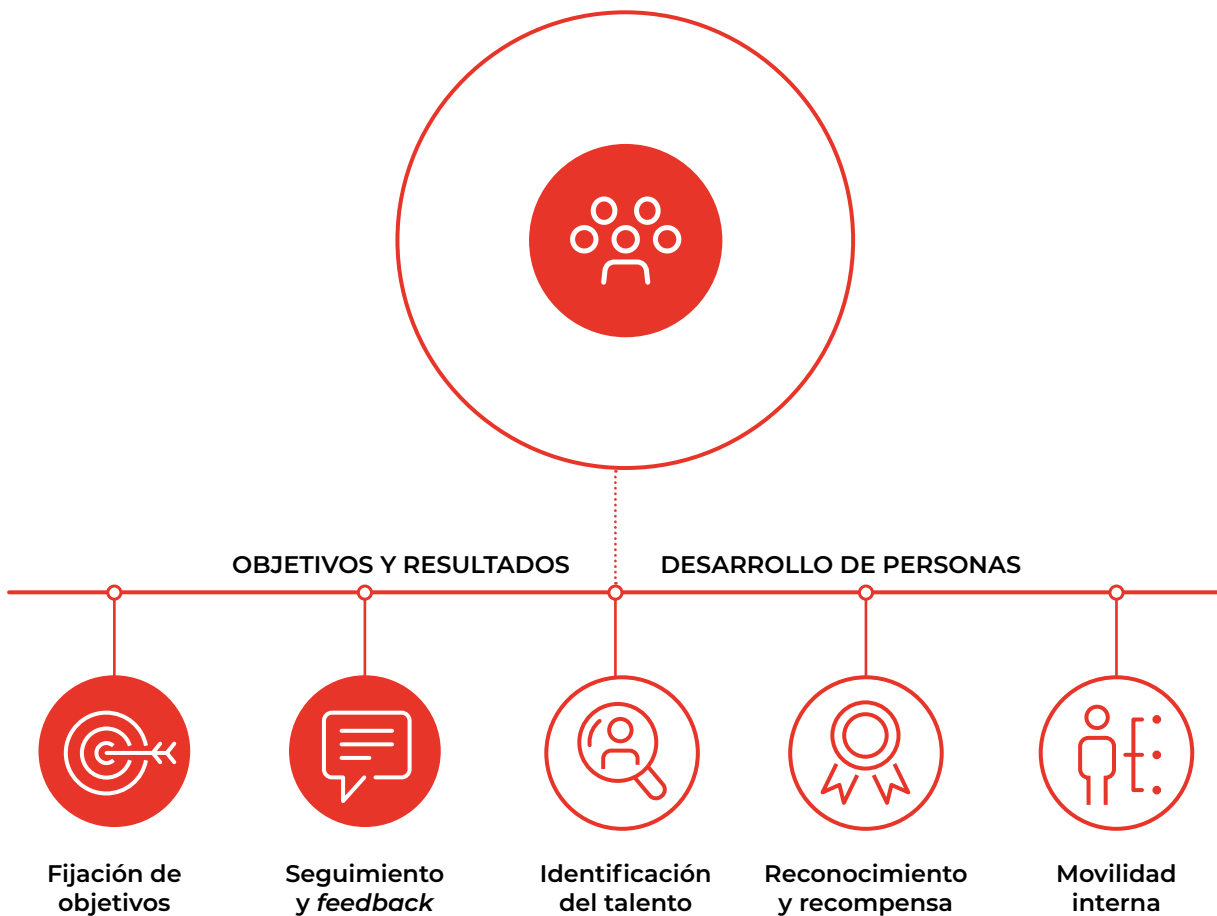 OBJETIVOS Y RESULTADOS
DESARROLLO DE PERSONAS
Fijación de
objetivos
Seguimiento
y feedback
Identificación
del talento
Reconocimiento
y recompensa
Movilidad
interna